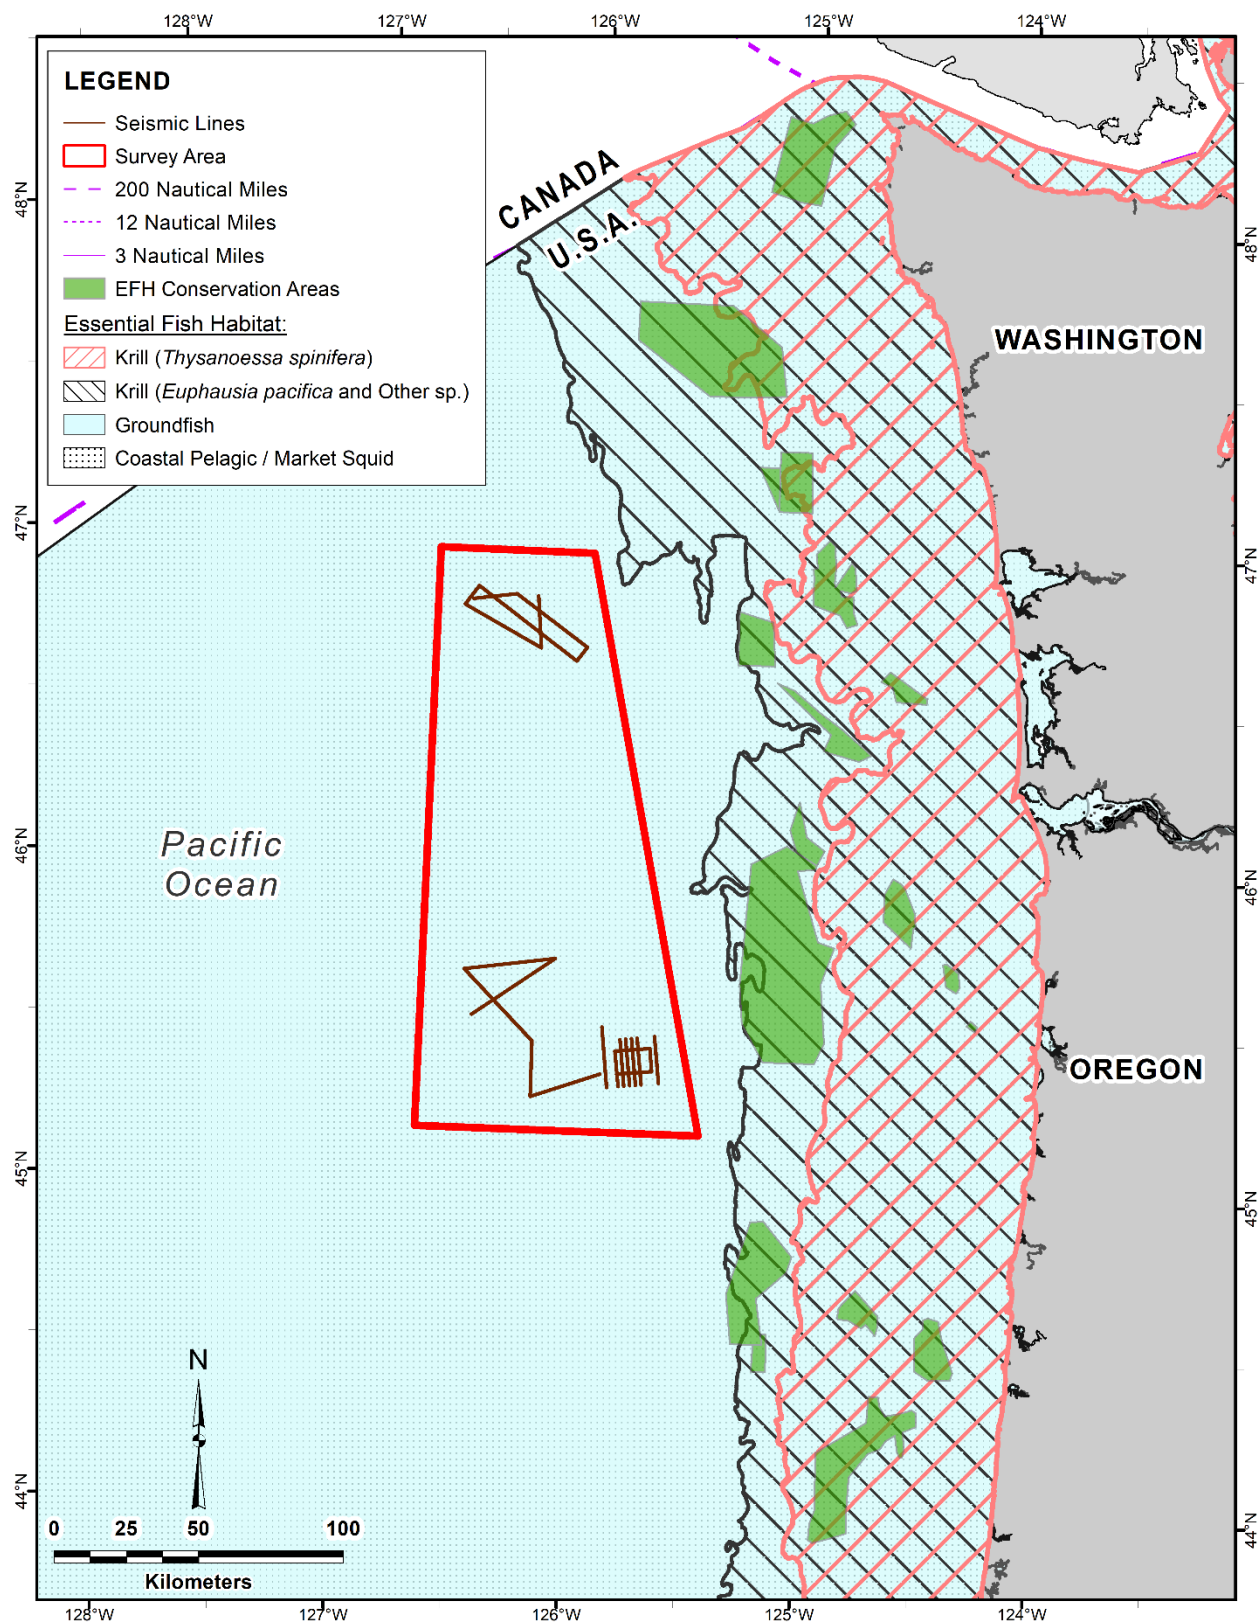 128°W 127°W 126°W 125°W 124°W
LEGEND
Seismic Lines
Survey Area
200 Nautical Miles
12 Nautical Miles
3 Nautical Miles
EFH Conservation Areas
Essential Fish Habitat:
Krill (Thysanoessa spinifera)
Krill (Euphausia pacifica and Other sp.)
Groundfish
Coastal Pelagic / Market Squid
CANADA
U.S.A.
WASHINGTON
OREGON
Pacific
Ocean
48°N
47°N
46°N
45°N
44°N
48°N
47°N
46°N
45°N
44°N
N
0 25 50 100
Kilometers
128°W 127°W 126°W 125°W 124°W